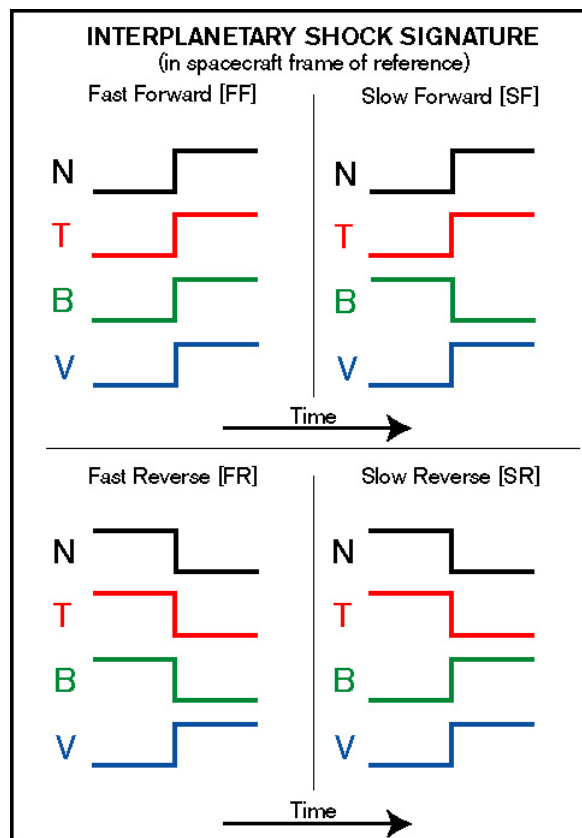 INTERPLANETARY SHOCK SIGNATURE
(in spacecraft frame of reference)
Fast Forward [FF]
N
T
B
V
Slow Forward [SF]
N
T
B
V
Time
Fast Reverse [FR]
N
T
B
V
Slow Reverse [SR]
N
T
B
V
Time